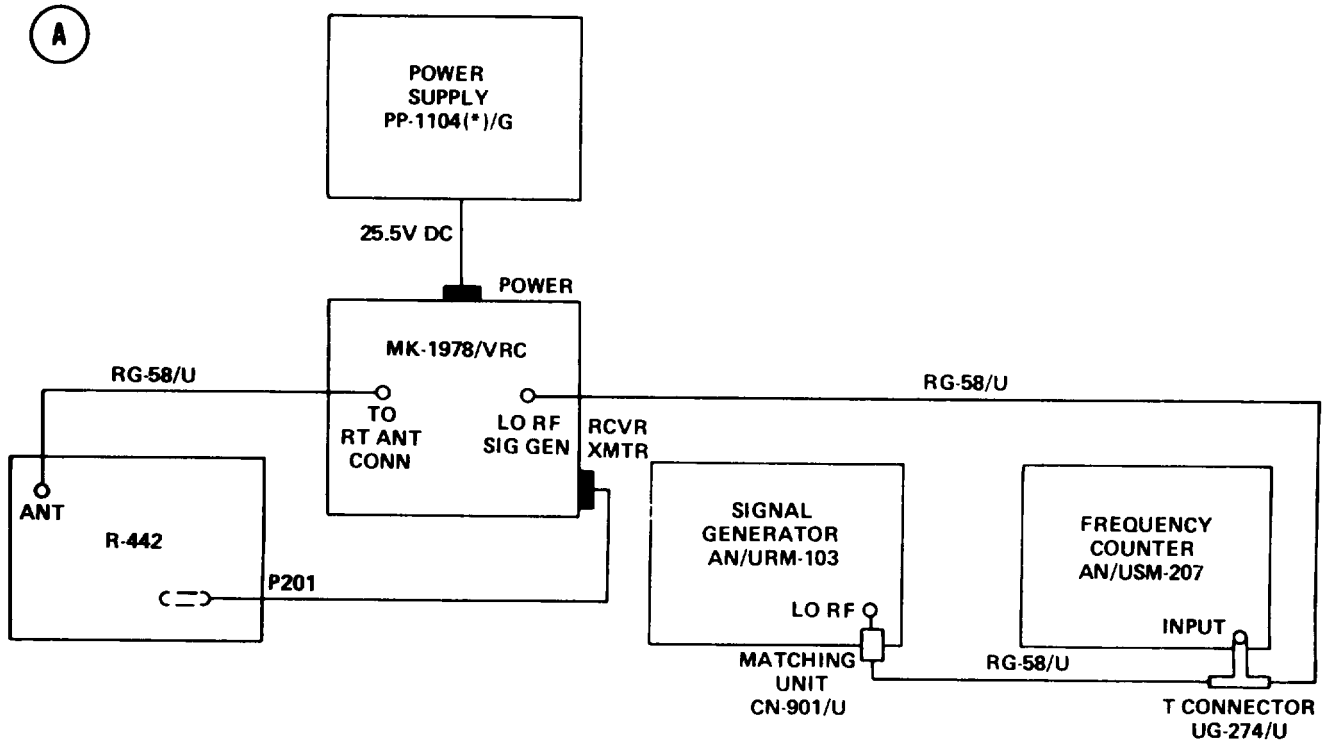 A
POWER
SUPPLY
PP-1104(*)/G
25.5V DC
POWER
MK-1978/VRC
RG-58/U
TO
RT ANT
CONN
LO RF
SIG GEN
RCVR
XMTR
RG-58/U
ANT
R-442
P201
SIGNAL
GENERATOR
AN/URM-103
LO RF
MATCHING
UNIT
CN-901/U
RG-58/U
FREQUENCY
COUNTER
AN/USM-207
INPUT
T CONNECTOR
UG-274/U